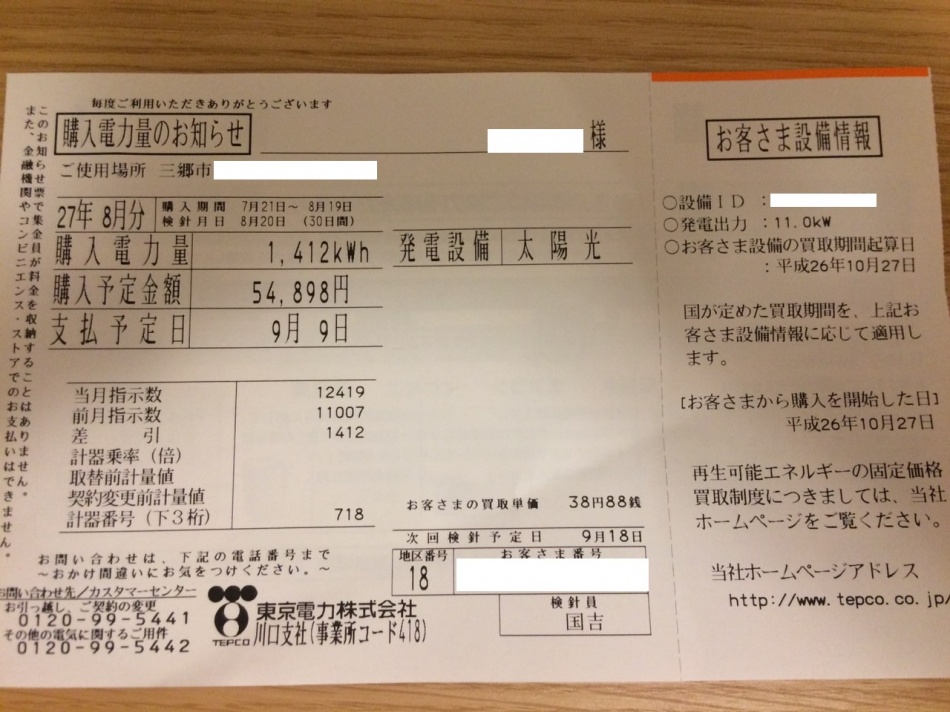 毎度ご利用いただきありがとうございます
購入電力量のお知らせ
様
ご使用場所 三郷市
27年 8月分
購入期間 7月21日~ 8月19日
検針月日 8月20日 (30日間)
購入電力量 1,412kWh
発電設備 太陽光
購入予定金額 54,898円
支払予定日 9月 9日
当月指示数 12419
前月指示数 11007
差引 1412
計器乗率(倍)
取替前計量値
契約変更前計量値
計器番号(下3桁) 718
お客さまの買取単価 38円88銭
次回検針予定日 9月18日
地区番号 お客さま番号
18
検針員
国吉
お問い合わせは、下記の電話番号まで
~おかけ間違いにお気をつけください。~
お問い合わせ先/カスタマーセンター
お引っ越し、ご契約の変更
0120-99-5441
その他の電気に関するご用件
0120-99-5442
TEPCO
東京電力株式会社
川口支社(事業所コード418)
このお知らせ票で集金員が料金を収納することはありません。
また、金融機関やコンビニエンス・ストアでのお支払いはできません。
お客さま設備情報
○設備ID:
○発電出力:11.0kW
○お客さま設備の買取期間起算日
:平成26年10月27日
国が定めた買取期間を、上記お
客さま設備情報に応じて適用し
ます。
[お客さまから購入を開始した日]
平成26年10月27日
再生可能エネルギーの固定価格
買取制度につきましては、当社
ホームページをご覧ください。
当社ホームページアドレス
http://www.tepco.co.jp/